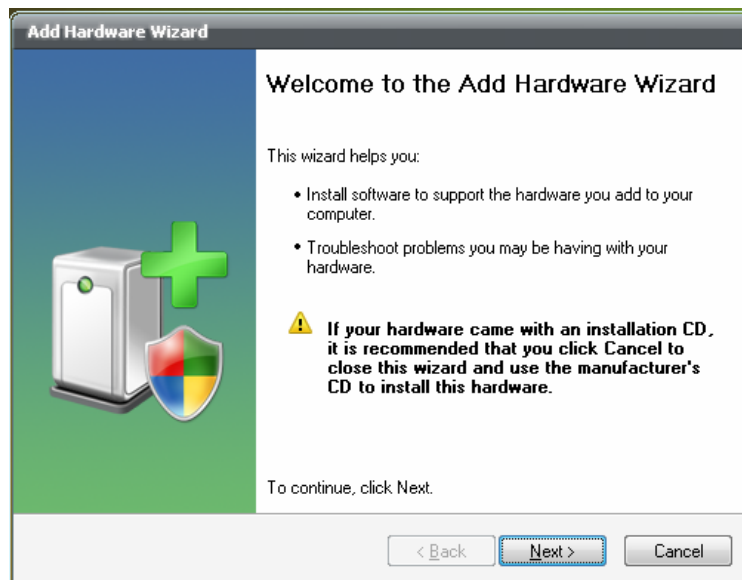 Add Hardware Wizard
Welcome to the Add Hardware Wizard
This wizard helps you:
• Install software to support the hardware you add to your
computer.
• Troubleshoot problems you may be having with your
hardware.
If your hardware came with an installation CD,
it is recommended that you click Cancel to
close this wizard and use the manufacturer's
CD to install this hardware.
To continue, click Next.
< Back Next > Cancel